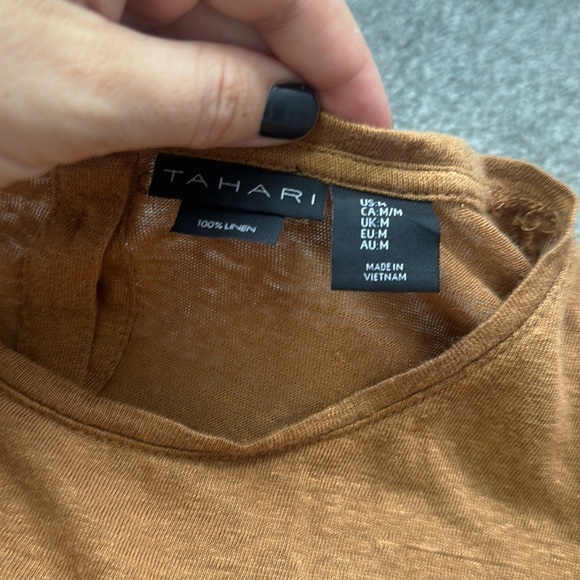 TAHARI
100% LINEN
US:M
CA:M/M
UK:M
EU:M
AU:M
MADE IN
VIETNAM